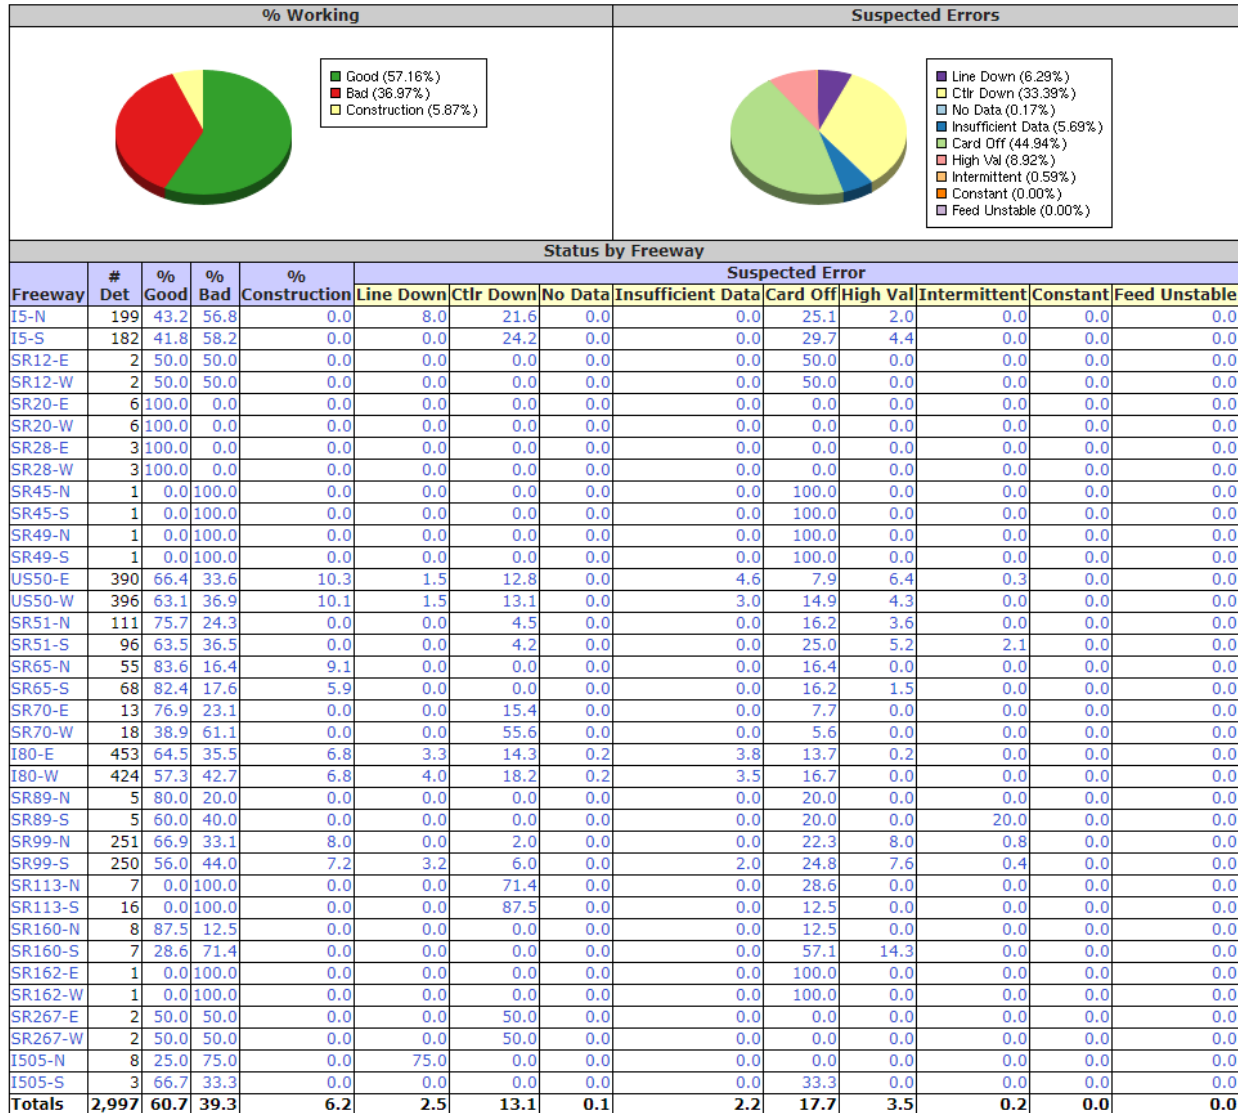 % Working
Suspected Errors
Good (57.16%)
Bad (36.97%)
Construction (5.87%)
Line Down (6.29%)
Ctlr Down (33.39%)
No Data (0.17%)
Insufficient Data (5.69%)
Card Off (44.94%)
High Val (8.92%)
Intermittent (0.59%)
Constant (0.00%)
Feed Unstable (0.00%)
Status by Freeway
Freeway # Det % Good % Bad % Construction Suspected Error
Line Down Ctlr Down No Data Insufficient Data Card Off High Val Intermittent Constant Feed Unstable
I5-N 199 43.2 56.8 0.0 8.0 21.6 0.0 0.0 25.1 2.0 0.0 0.0 0.0
I5-S 182 41.8 58.2 0.0 0.0 24.2 0.0 0.0 29.7 4.4 0.0 0.0 0.0
SR12-E 2 50.0 50.0 0.0 0.0 0.0 0.0 0.0 50.0 0.0 0.0 0.0 0.0
SR12-W 2 50.0 50.0 0.0 0.0 0.0 0.0 0.0 50.0 0.0 0.0 0.0 0.0
SR20-E 6 100.0 0.0 0.0 0.0 0.0 0.0 0.0 0.0 0.0 0.0 0.0 0.0
SR20-W 6 100.0 0.0 0.0 0.0 0.0 0.0 0.0 0.0 0.0 0.0 0.0 0.0
SR28-E 3 100.0 0.0 0.0 0.0 0.0 0.0 0.0 0.0 0.0 0.0 0.0 0.0
SR28-W 3 100.0 0.0 0.0 0.0 0.0 0.0 0.0 0.0 0.0 0.0 0.0 0.0
SR45-N 1 0.0 100.0 0.0 0.0 0.0 0.0 0.0 100.0 0.0 0.0 0.0 0.0
SR45-S 1 0.0 100.0 0.0 0.0 0.0 0.0 0.0 100.0 0.0 0.0 0.0 0.0
SR49-N 1 0.0 100.0 0.0 0.0 0.0 0.0 0.0 100.0 0.0 0.0 0.0 0.0
SR49-S 1 0.0 100.0 0.0 0.0 0.0 0.0 0.0 100.0 0.0 0.0 0.0 0.0
US50-E 390 66.4 33.6 10.3 1.5 12.8 0.0 4.6 7.9 6.4 0.3 0.0 0.0
US50-W 396 63.1 36.9 10.1 1.5 13.1 0.0 3.0 14.9 4.3 0.0 0.0 0.0
SR51-N 111 75.7 24.3 0.0 0.0 4.5 0.0 0.0 16.2 3.6 0.0 0.0 0.0
SR51-S 96 63.5 36.5 0.0 0.0 4.2 0.0 0.0 25.0 5.2 2.1 0.0 0.0
SR65-N 55 83.6 16.4 9.1 0.0 0.0 0.0 0.0 16.4 0.0 0.0 0.0 0.0
SR65-S 68 82.4 17.6 5.9 0.0 0.0 0.0 0.0 16.2 1.5 0.0 0.0 0.0
SR70-E 13 76.9 23.1 0.0 0.0 15.4 0.0 0.0 7.7 0.0 0.0 0.0 0.0
SR70-W 18 38.9 61.1 0.0 0.0 55.6 0.0 0.0 5.6 0.0 0.0 0.0 0.0
I80-E 453 64.5 35.5 6.8 3.3 14.3 0.2 3.8 13.7 0.2 0.0 0.0 0.0
I80-W 424 57.3 42.7 6.8 4.0 18.2 0.2 3.5 16.7 0.0 0.0 0.0 0.0
SR89-N 5 80.0 20.0 0.0 0.0 0.0 0.0 0.0 20.0 0.0 0.0 0.0 0.0
SR89-S 5 60.0 40.0 0.0 0.0 0.0 0.0 0.0 20.0 0.0 20.0 0.0 0.0
SR99-N 251 66.9 33.1 8.0 0.0 2.0 0.0 0.0 22.3 8.0 0.8 0.0 0.0
SR99-S 250 56.0 44.0 7.2 3.2 6.0 0.0 2.0 24.8 7.6 0.4 0.0 0.0
SR113-N 7 0.0 100.0 0.0 0.0 71.4 0.0 0.0 28.6 0.0 0.0 0.0 0.0
SR113-S 16 0.0 100.0 0.0 0.0 87.5 0.0 0.0 12.5 0.0 0.0 0.0 0.0
SR160-N 8 87.5 12.5 0.0 0.0 0.0 0.0 0.0 12.5 0.0 0.0 0.0 0.0
SR160-S 7 28.6 71.4 0.0 0.0 0.0 0.0 0.0 57.1 14.3 0.0 0.0 0.0
SR162-E 1 0.0 100.0 0.0 0.0 0.0 0.0 0.0 100.0 0.0 0.0 0.0 0.0
SR162-W 1 0.0 100.0 0.0 0.0 0.0 0.0 0.0 100.0 0.0 0.0 0.0 0.0
SR267-E 2 50.0 50.0 0.0 0.0 50.0 0.0 0.0 0.0 0.0 0.0 0.0 0.0
SR267-W 2 50.0 50.0 0.0 0.0 50.0 0.0 0.0 0.0 0.0 0.0 0.0 0.0
I505-N 8 25.0 75.0 0.0 75.0 0.0 0.0 0.0 0.0 0.0 0.0 0.0 0.0
I505-S 3 66.7 33.3 0.0 0.0 0.0 0.0 0.0 33.3 0.0 0.0 0.0 0.0
Totals 2,997 60.7 39.3 6.2 2.5 13.1 0.1 2.2 17.7 3.5 0.2 0.0 0.0